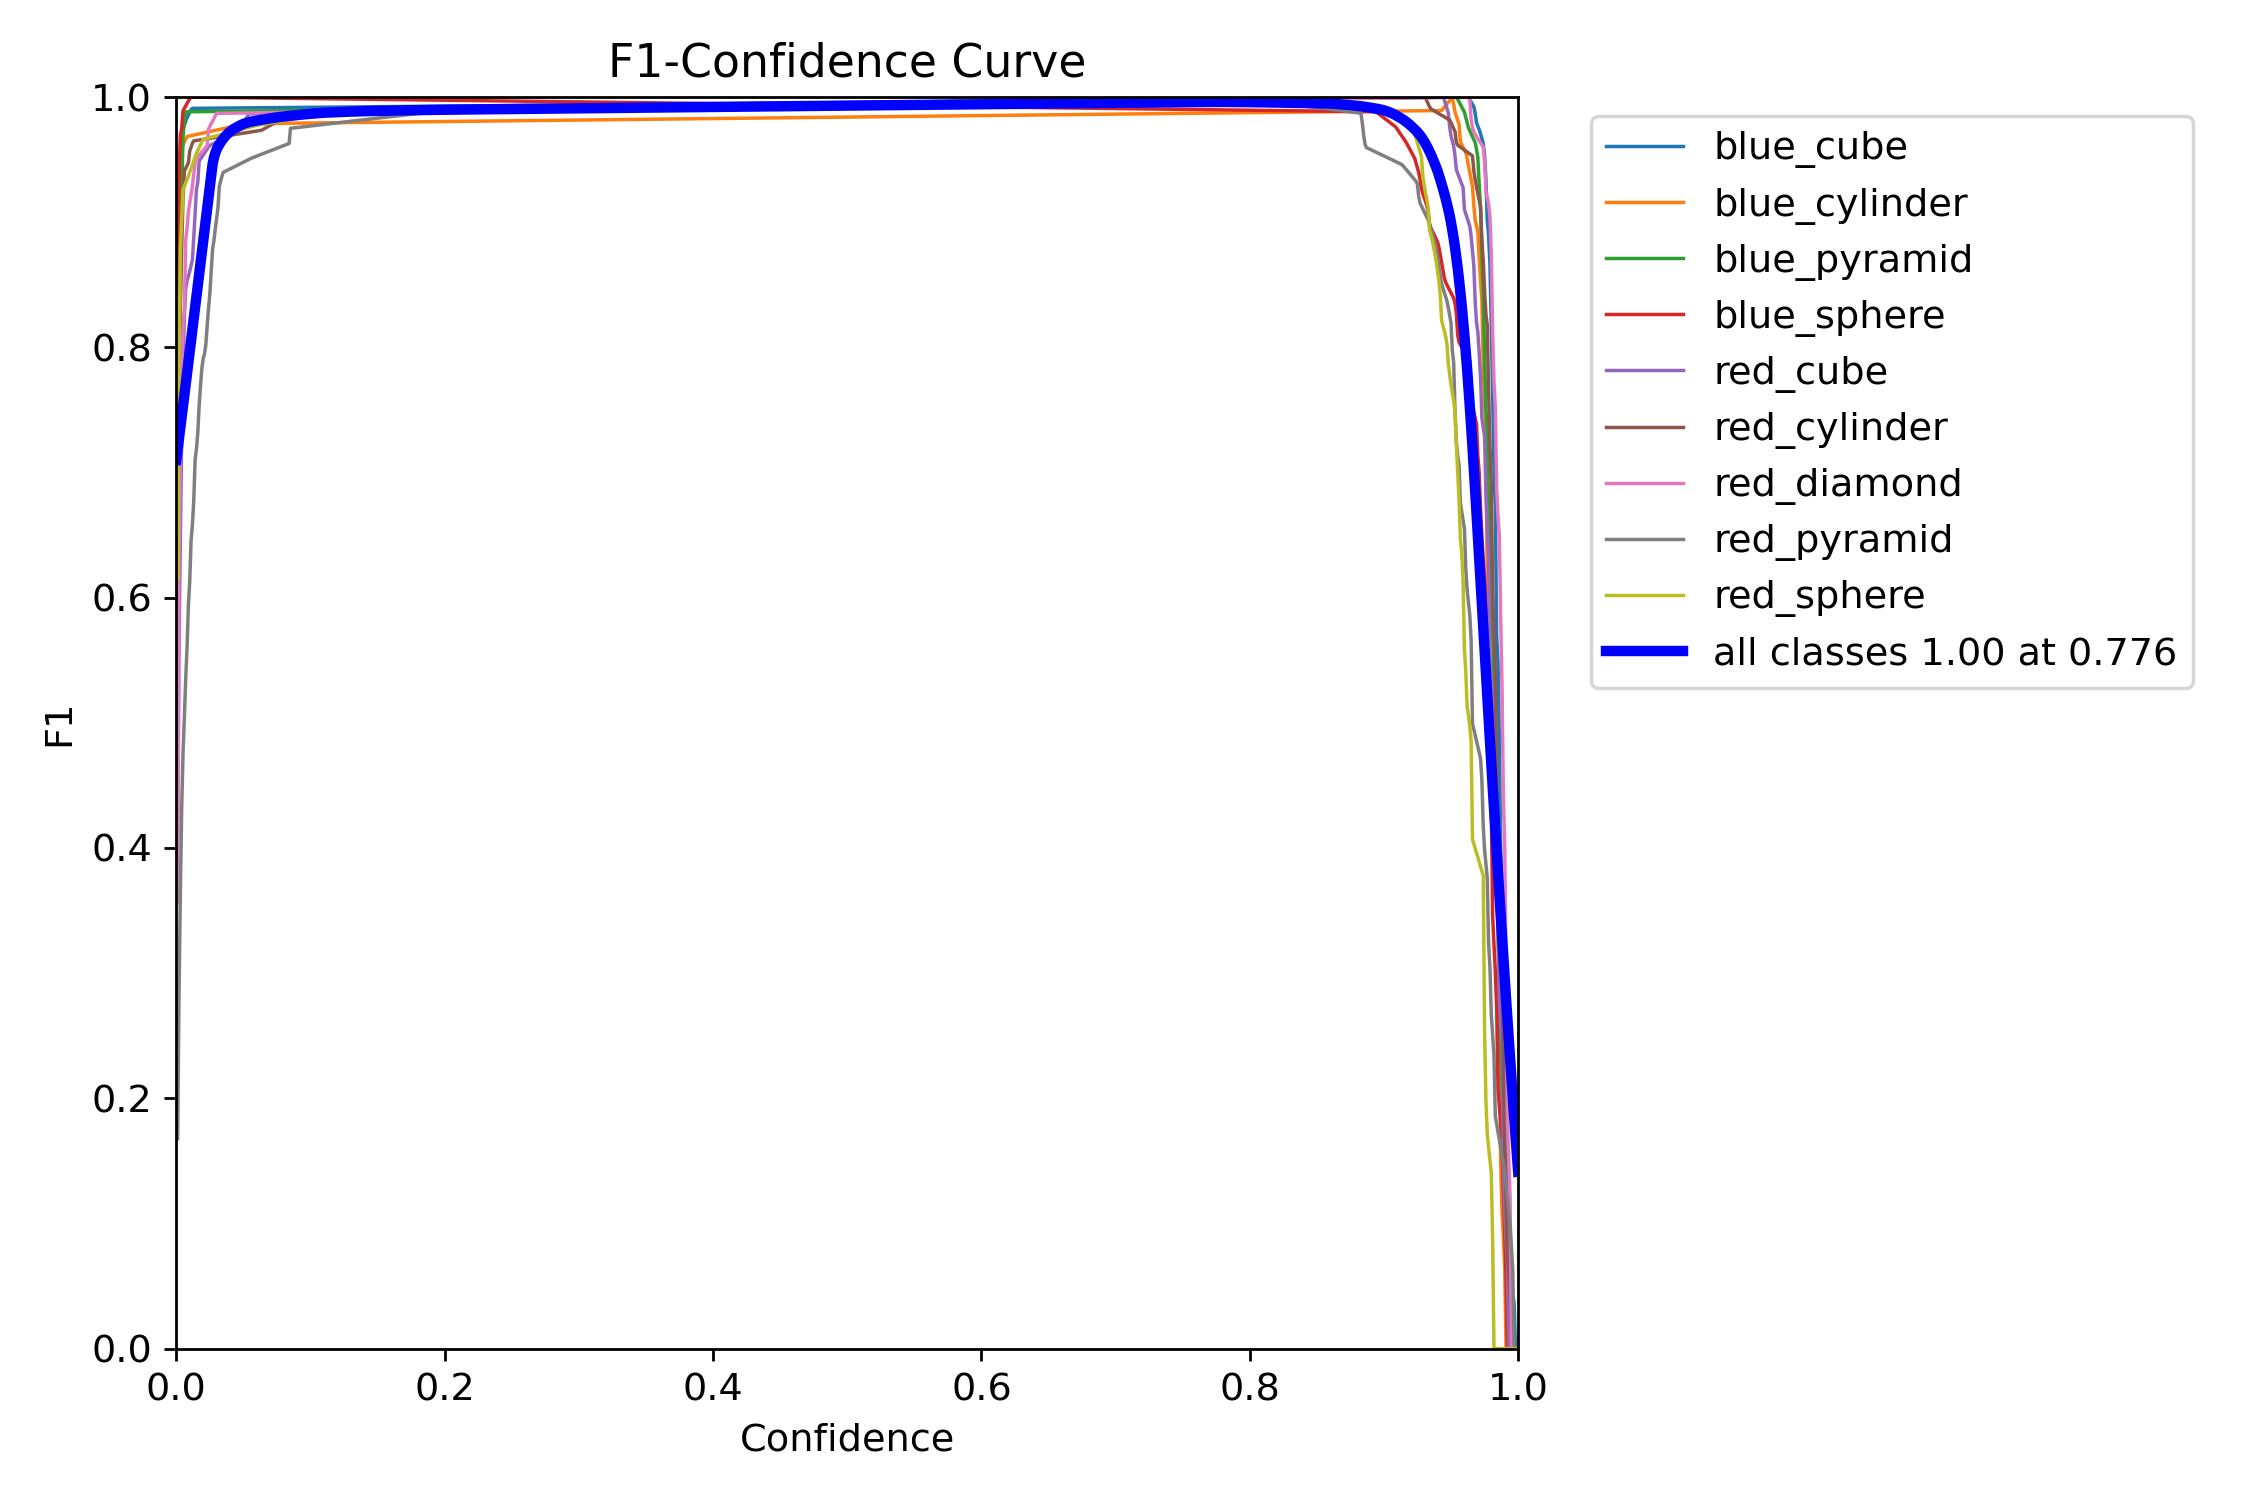 F1-Confidence Curve
1.0
0.8
0.6
0.4
0.2
0.0
F1
0.0 0.2 0.4 0.6 0.8 1.0
Confidence
blue_cube
blue_cylinder
blue_pyramid
blue_sphere
red_cube
red_cylinder
red_diamond
red_pyramid
red_sphere
all classes 1.00 at 0.776